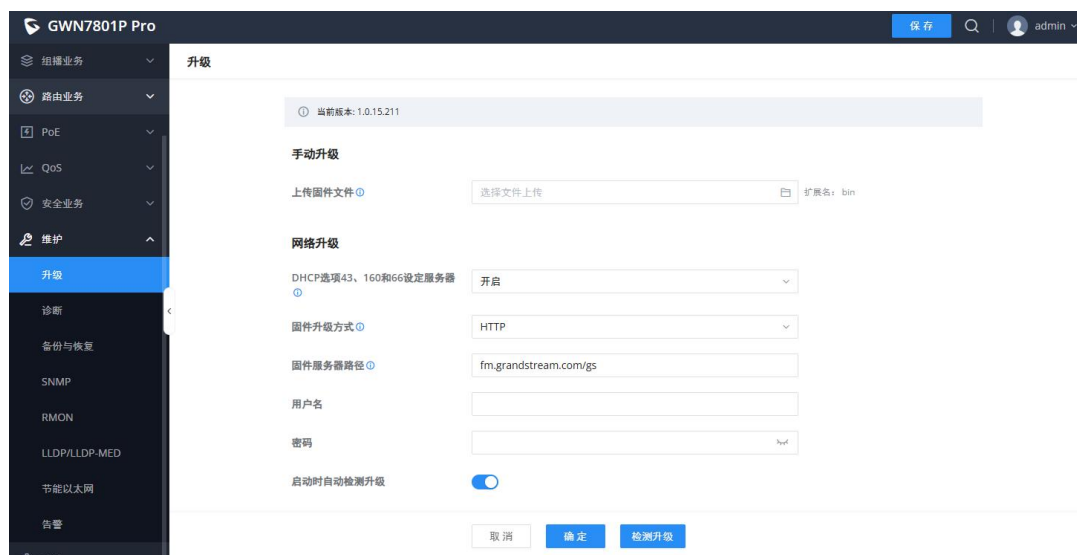 GWN7801P Pro
保存
admin
组播业务
路由业务
PoE
QoS
安全业务
维护
升级
诊断
备份与恢复
SNMP
RMON
LLDP/LLDP-MED
节能以太网
告警
升级
当前版本: 1.0.15.211
手动升级
上传固件文件
选择文件上传
扩展名: bin
网络升级
DHCP选项43、160和66设定服务器
开启
固件升级方式
HTTP
固件服务器路径
fm.grandstream.com/gs
用户名
密码
启动时自动检测升级
取消
确定
检测升级